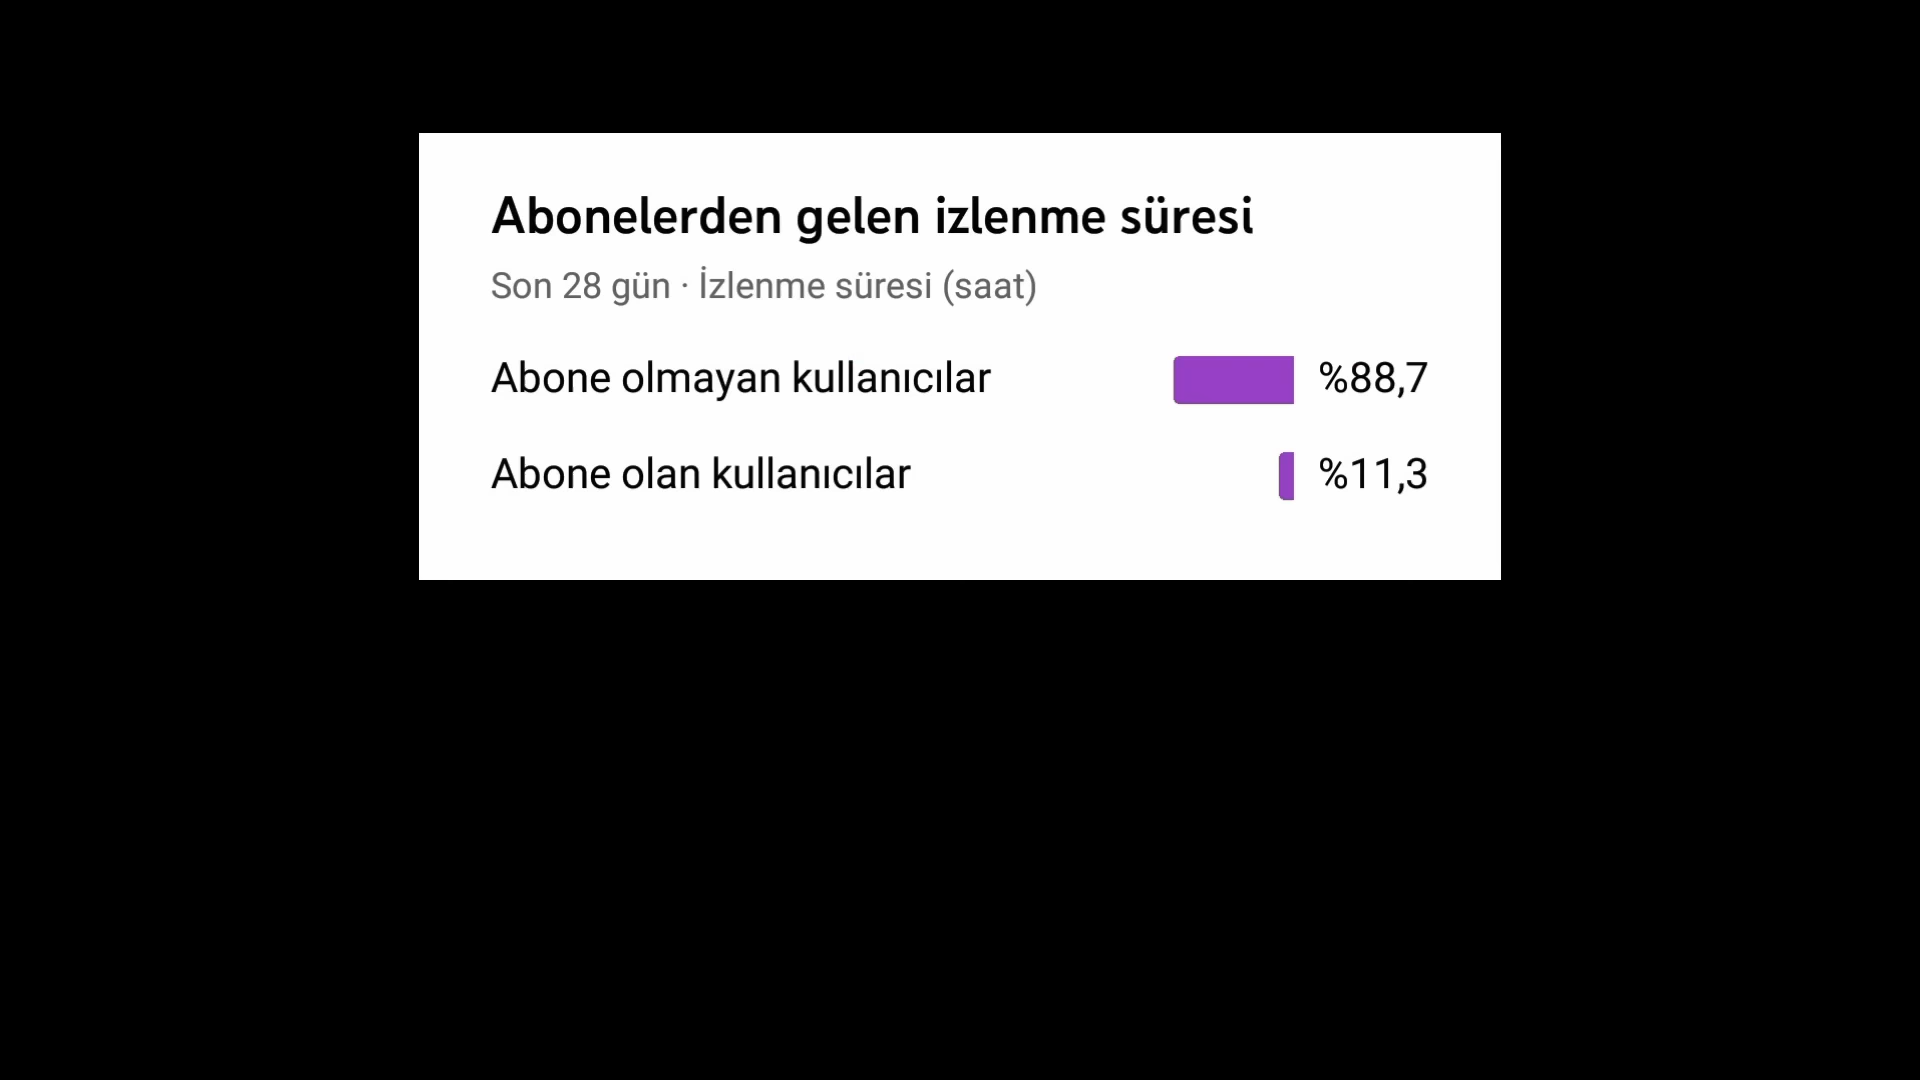 Abonelerden gelen izlenme süresi
Son 28 gün · İzlenme süresi (saat)
Abone olmayan kullanıcılar %88,7
Abone olan kullanıcılar %11,3